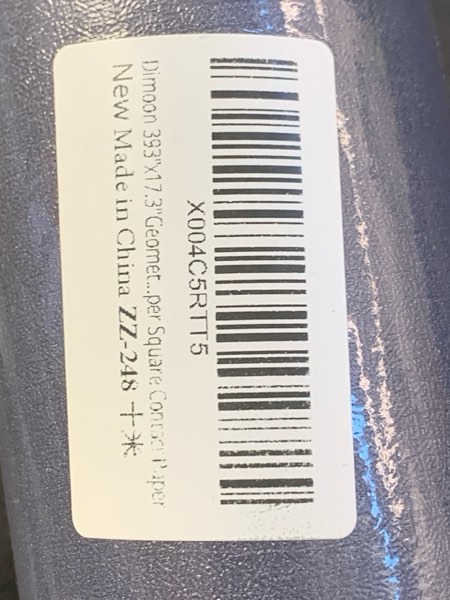 X004C5RTT5
Dimoon 393"x17.3"Geomet...per Square Contact Paper
New Made in China ZZ-248 十米